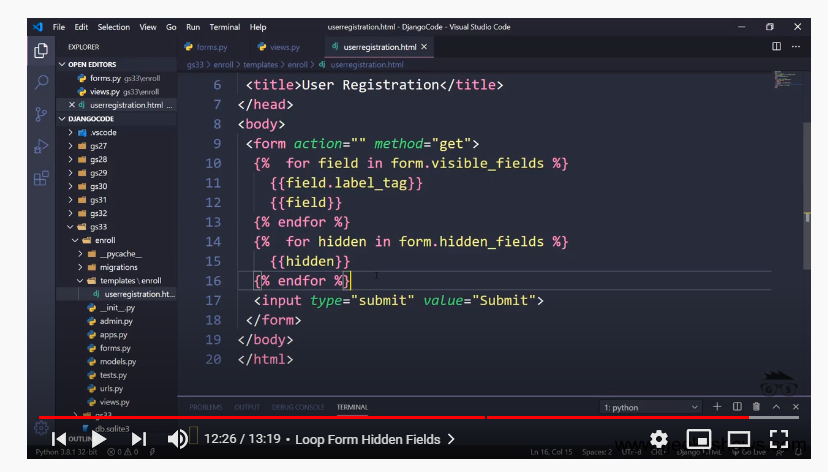 File Edit Selection View Go Run Terminal Help
userregistration.html - DjangoCode - Visual Studio Code
EXPLORER
forms.py
views.py
dj userregistration.html
OPEN EDITORS
forms.py gs33\enroll
views.py gs33\enroll
dj userregistration.html ...
DJANGOCODE
.vscode
gs27
gs28
gs29
gs30
gs31
gs32
gs33
enroll
__pycache__
migrations
templates \ enroll
dj userregistration.ht...
__init__.py
admin.py
apps.py
forms.py
models.py
tests.py
urls.py
views.py
gs33
db.sqlite3
gs33 > enroll > templates > enroll > dj userregistration.html
6 <title>User Registration</title>
7 </head>
8 <body>
9 <form action="" method="get">
10 {% for field in form.visible_fields %}
11 {{field.label_tag}}
12 {{field}}
13 {% endfor %}
14 {% for hidden in form.hidden_fields %}
15 {{hidden}}
16 {% endfor %}
17 <input type="submit" value="Submit">
18 </form>
19 </body>
20 </html>
PROBLEMS OUTPUT DEBUG CONSOLE TERMINAL
1: python
12:26 / 13:19 • Loop Form Hidden Fields
Python 3.8.1 32-bit
0 0
Ln 16, Col 15 Spaces: 2 UTF-8 CRLF
Go Live